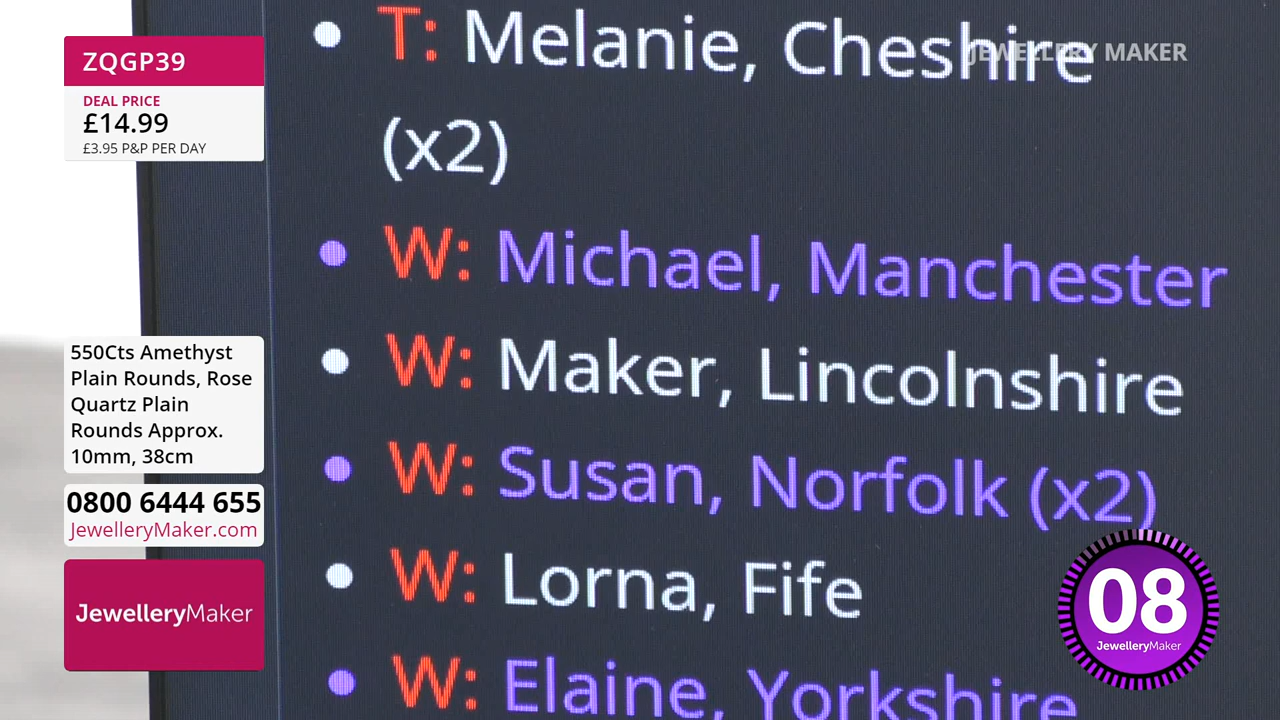 ZQGP39
DEAL PRICE
£14.99
£3.95 P&P PER DAY
550Cts Amethyst
Plain Rounds, Rose
Quartz Plain
Rounds Approx.
10mm, 38cm
0800 6444 655
JewelleryMaker.com
JewelleryMaker
JEWELLERY MAKER
T: Melanie, Cheshire
(x2)
W: Michael, Manchester
W: Maker, Lincolnshire
W: Susan, Norfolk (x2)
W: Lorna, Fife
W: Elaine, Yorkshire
08
JewelleryMaker